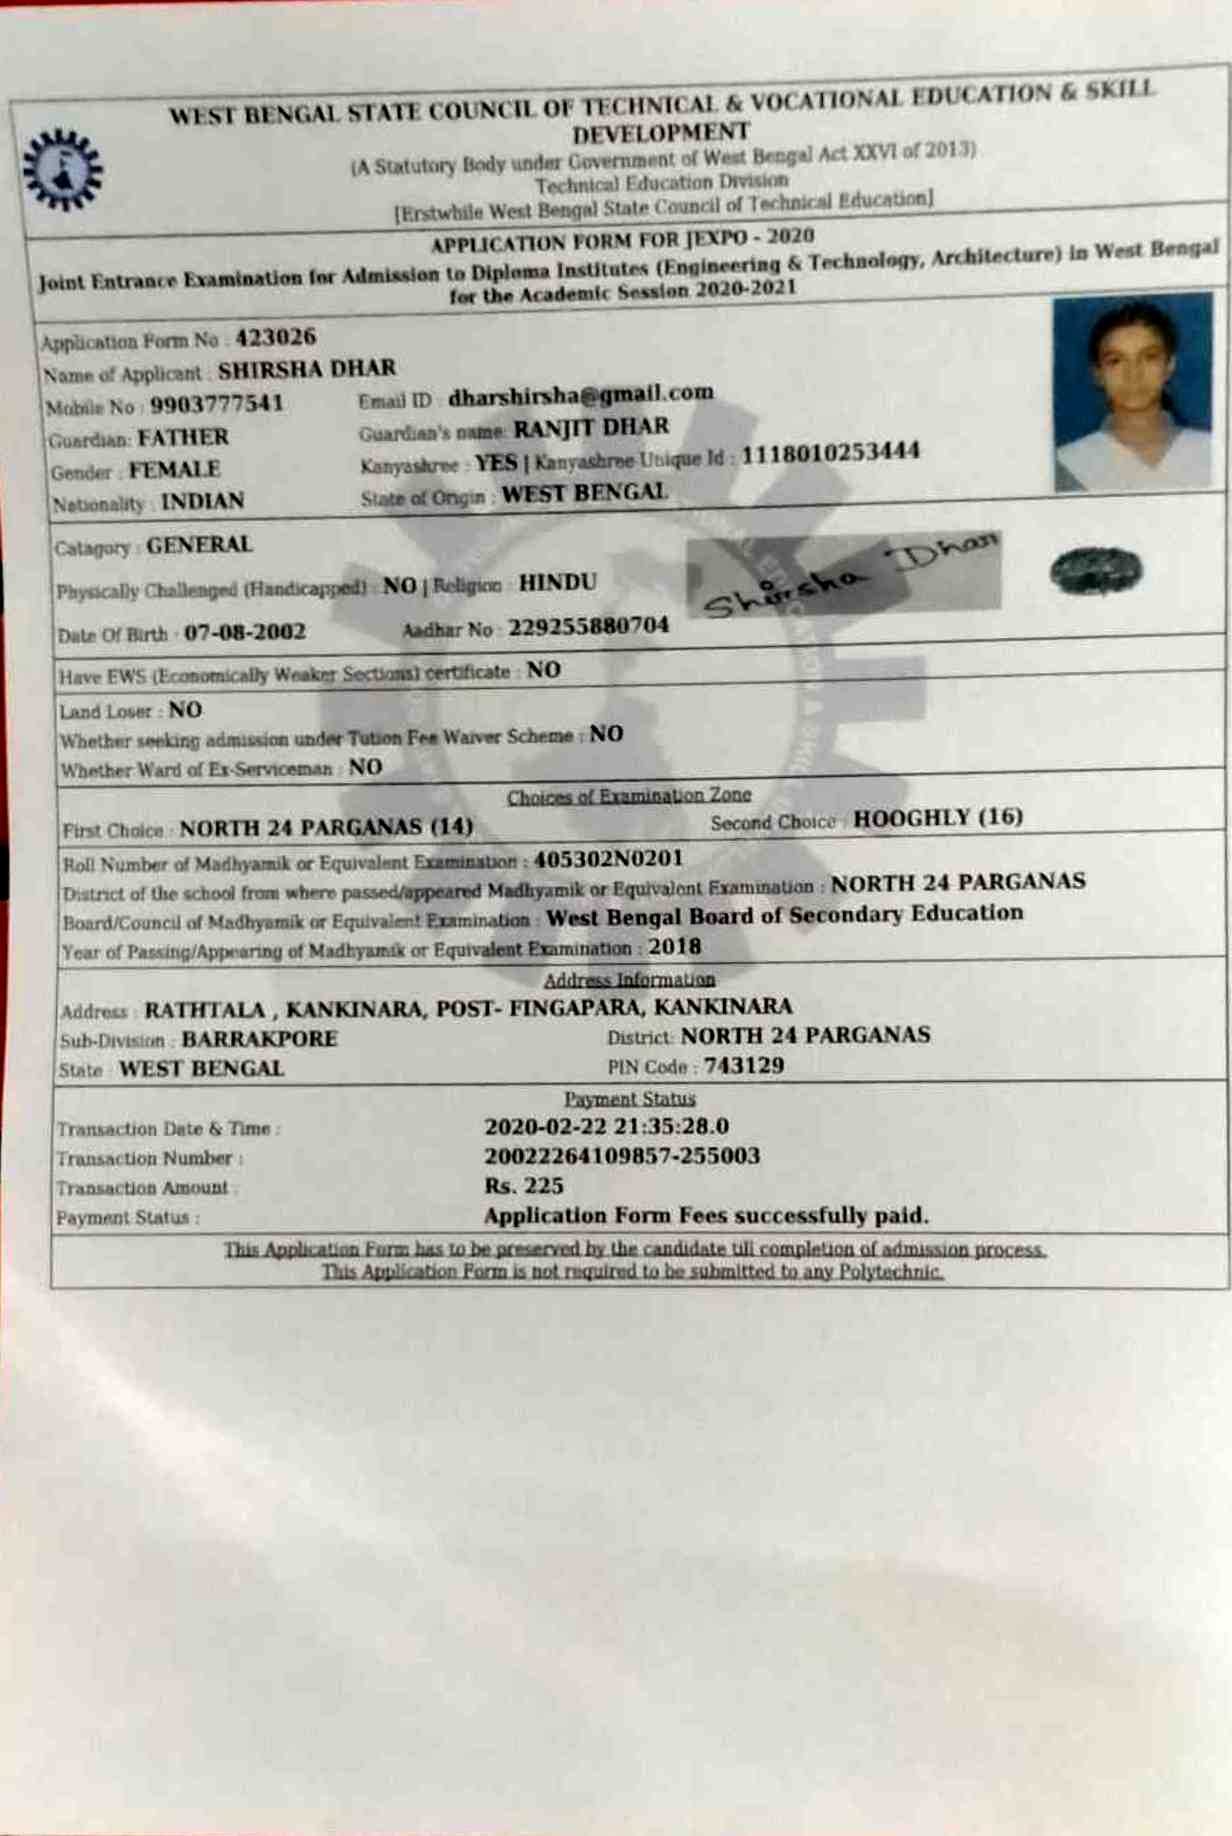 WEST BENGAL STATE COUNCIL OF TECHNICAL & VOCATIONAL EDUCATION & SKILL
DEVELOPMENT
(A Statutory Body under Government of West Bengal Act XXVI of 2013)
Technical Education Division
[Erstwhile West Bengal State Council of Technical Education]
APPLICATION FORM FOR JEXPO - 2020
Joint Entrance Examination for Admission to Diploma Institutes (Engineering & Technology, Architecture) in West Bengal
for the Academic Session 2020-2021
Application Form No : 423026
Name of Applicant : SHIRSHA DHAR
Mobile No : 9903777541 Email ID : dharshirsha@gmail.com
Guardian: FATHER Guardian's name: RANJIT DHAR
Gender : FEMALE Kanyashree : YES | Kanyashree Unique Id : 1118010253444
Nationality : INDIAN State of Origin : WEST BENGAL
Catagory : GENERAL
Shirsha Dhar
Physically Challenged (Handicapped) : NO | Religion : HINDU
Date Of Birth : 07-08-2002 Aadhar No : 229255880704
Have EWS (Economically Weaker Sections) certificate : NO
Land Loser : NO
Whether seeking admission under Tution Fee Waiver Scheme : NO
Whether Ward of Ex-Serviceman : NO
Choices of Examination Zone
First Choice : NORTH 24 PARGANAS (14) Second Choice : HOOGHLY (16)
Roll Number of Madhyamik or Equivalent Examination : 405302N0201
District of the school from where passed/appeared Madhyamik or Equivalent Examination : NORTH 24 PARGANAS
Board/Council of Madhyamik or Equivalent Examination : West Bengal Board of Secondary Education
Year of Passing/Appearing of Madhyamik or Equivalent Examination : 2018
Address Information
Address : RATHTALA , KANKINARA, POST- FINGAPARA, KANKINARA
Sub-Division : BARRAKPORE District: NORTH 24 PARGANAS
State : WEST BENGAL PIN Code : 743129
Payment Status
Transaction Date & Time : 2020-02-22 21:35:28.0
Transaction Number : 20022264109857-255003
Transaction Amount : Rs. 225
Payment Status : Application Form Fees successfully paid.
This Application Form has to be preserved by the candidate till completion of admission process.
This Application Form is not required to be submitted to any Polytechnic.